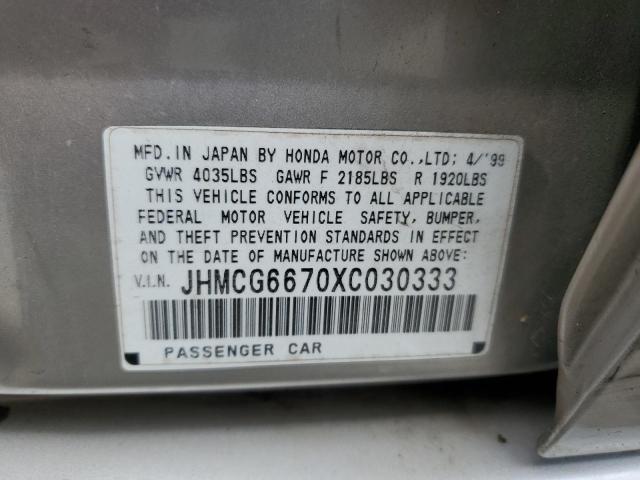 MFD. IN JAPAN BY HONDA MOTOR CO.,LTD; 4/'99
GVWR 4035LBS GAWR F 2185LBS R 1920LBS
THIS VEHICLE CONFORMS TO ALL APPLICABLE
FEDERAL MOTOR VEHICLE SAFETY, BUMPER,
AND THEFT PREVENTION STANDARDS IN EFFECT
ON THE DATE OF MANUFACTURE SHOWN ABOVE.
V.I.N. JHMCG6670XC030333
PASSENGER CAR